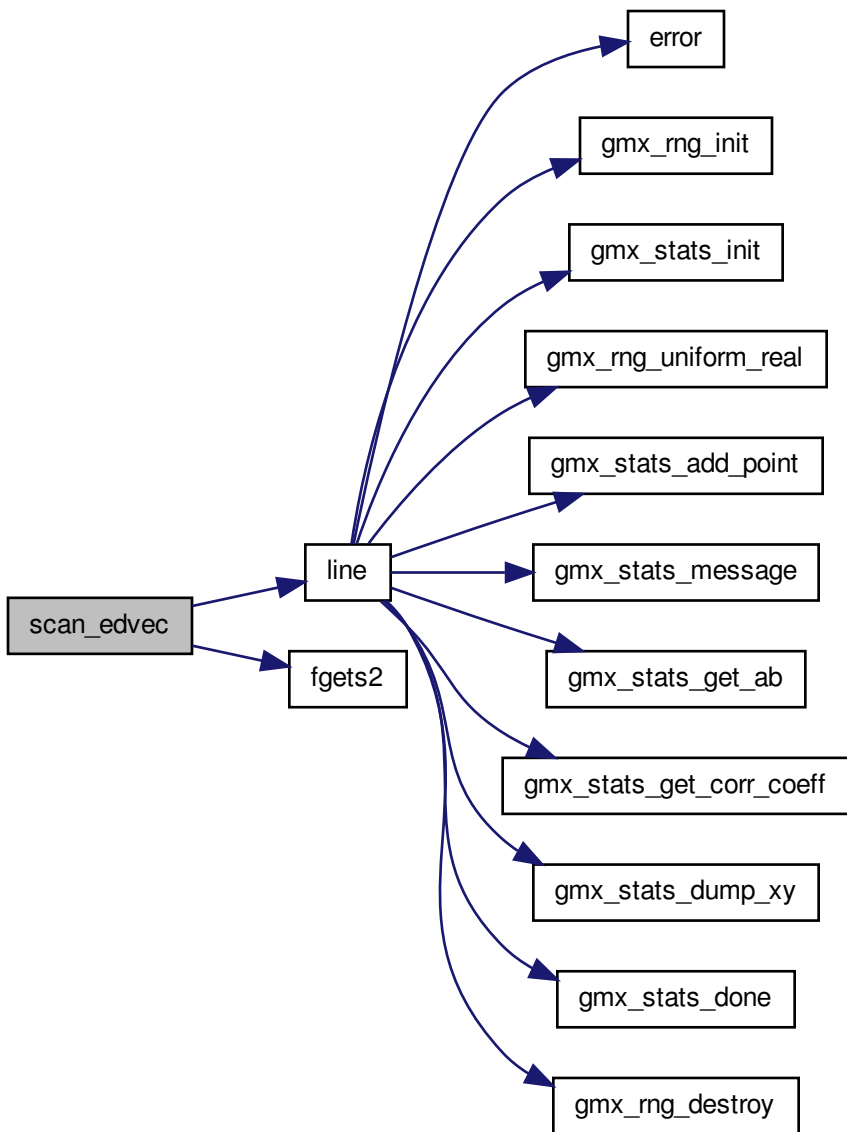 error
gmx_rng_init
gmx_stats_init
gmx_rng_uniform_real
gmx_stats_add_point
line
gmx_stats_message
scan_edvec
fgets2
gmx_stats_get_ab
gmx_stats_get_corr_coeff
gmx_stats_dump_xy
gmx_stats_done
gmx_rng_destroy